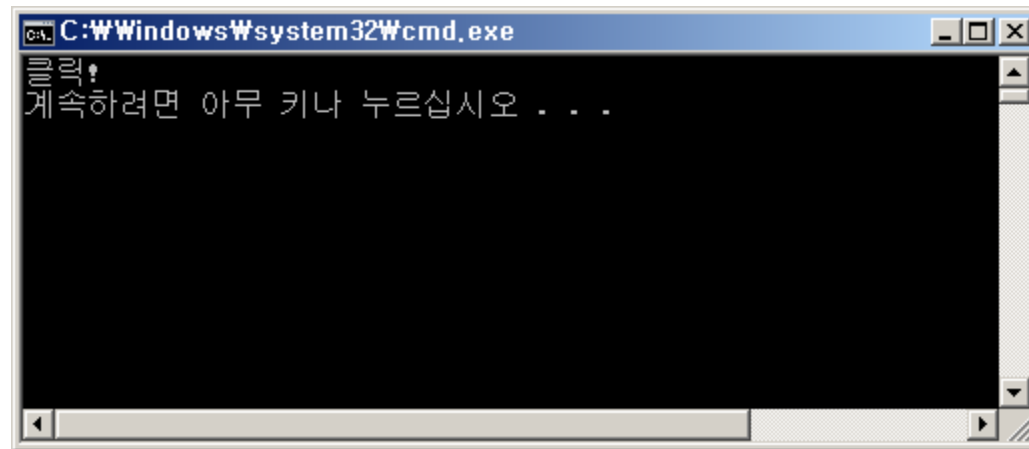 C:₩Windows₩system32₩cmd.exe
클릭!
계속하려면 아무 키나 누르십시오 . . .